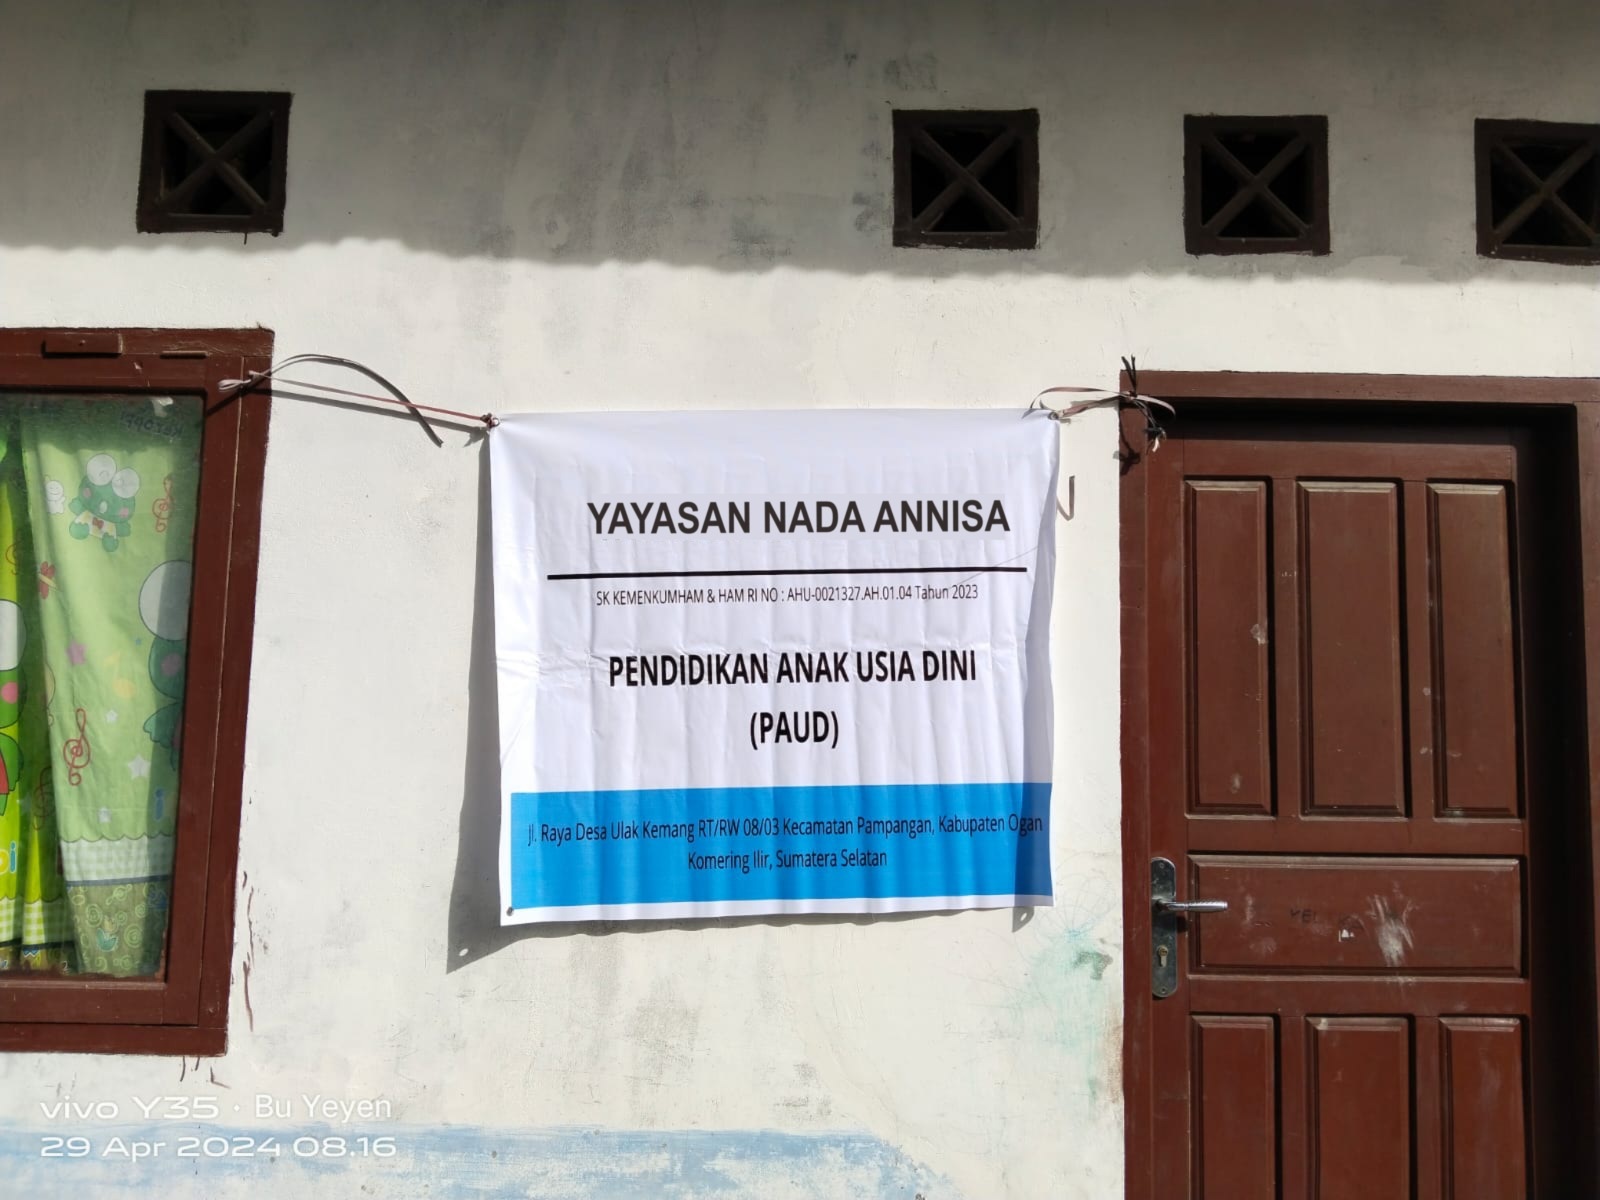 YAYASAN NADA ANNISA
SK KEMENKUMHAM & HAM RI NO : AHU-0021327.AH.01.04 Tahun 2023
PENDIDIKAN ANAK USIA DINI
(PAUD)
Jl. Raya Desa Ulak Kemang RT/RW 08/03 Kecamatan Pampangan, Kabupaten Ogan
Komering Ilir, Sumatera Selatan
vivo Y35 · Bu Yeyen
29 Apr 2024 08.16